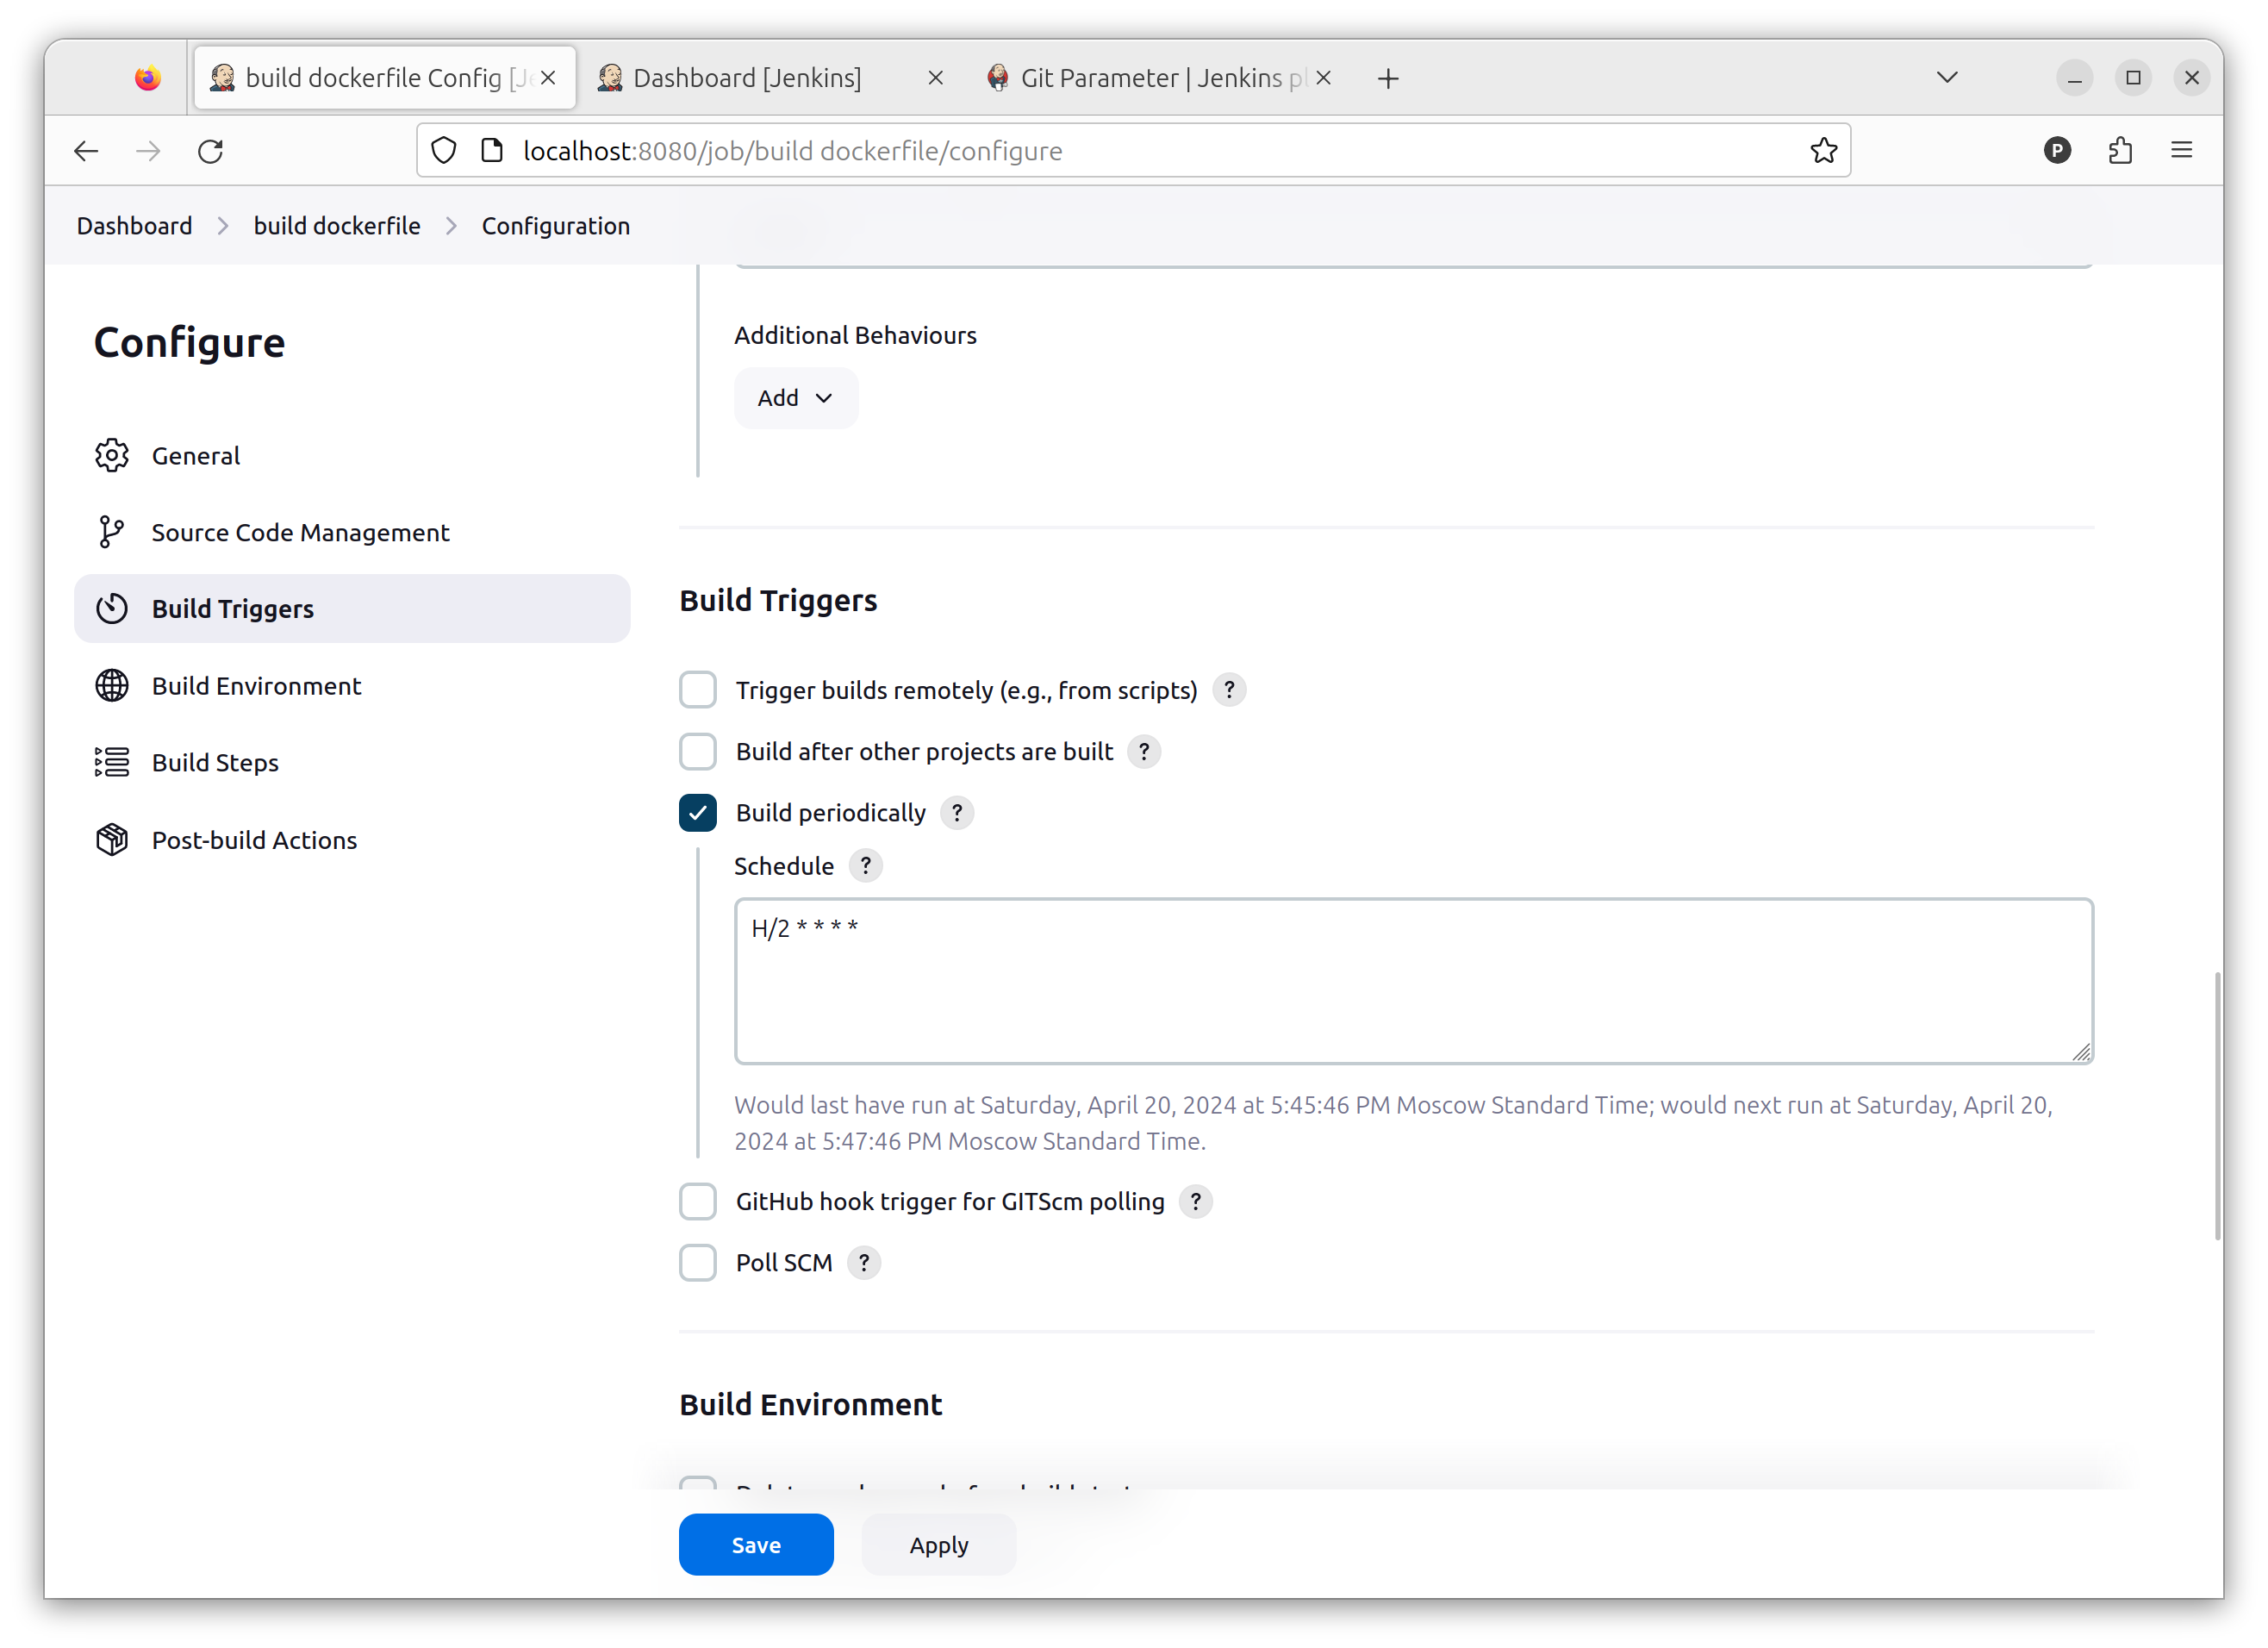 build dockerfile Config [Je
Dashboard [Jenkins]
Git Parameter | Jenkins pl
localhost:8080/job/build dockerfile/configure
P
Dashboard > build dockerfile > Configuration
Configure
General
Source Code Management
Build Triggers
Build Environment
Build Steps
Post-build Actions
Additional Behaviours
Add
Build Triggers
Trigger builds remotely (e.g., from scripts) ?
Build after other projects are built ?
Build periodically ?
Schedule ?
H/2 * * * *
Would last have run at Saturday, April 20, 2024 at 5:45:46 PM Moscow Standard Time; would next run at Saturday, April 20,
2024 at 5:47:46 PM Moscow Standard Time.
GitHub hook trigger for GITScm polling ?
Poll SCM ?
Build Environment
Save
Apply